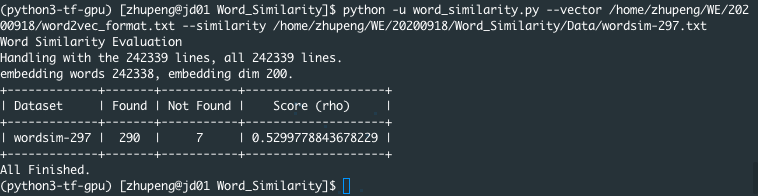 (python3-tf-gpu) [zhupeng@jd01 Word_Similarity]$ python -u word_similarity.py --vector /home/zhupeng/WE/20
200918/word2vec_format.txt --similarity /home/zhupeng/WE/20200918/Word_Similarity/Data/wordsim-297.txt
Word Similarity Evaluation
Handling with the 242339 lines, all 242339 lines.
embedding words 242338, embedding dim 200.
+-------------+-------+-----------+--------------------+
| Dataset | Found | Not Found | Score (rho) |
+-------------+-------+-----------+--------------------+
| wordsim-297 | 290 | 7 | 0.5299778843678229 |
+-------------+-------+-----------+--------------------+
All Finished.
(python3-tf-gpu) [zhupeng@jd01 Word_Similarity]$